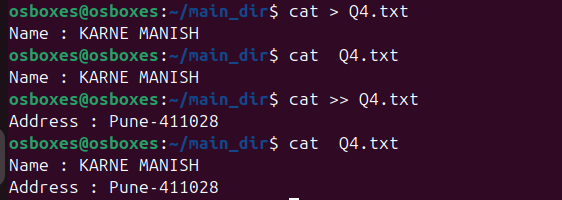 osboxes@osboxes:~/main_dir$ cat > Q4.txt
Name : KARNE MANISH
osboxes@osboxes:~/main_dir$ cat  Q4.txt
Name : KARNE MANISH
osboxes@osboxes:~/main_dir$ cat >> Q4.txt
Address : Pune-411028
osboxes@osboxes:~/main_dir$ cat  Q4.txt
Name : KARNE MANISH
Address : Pune-411028